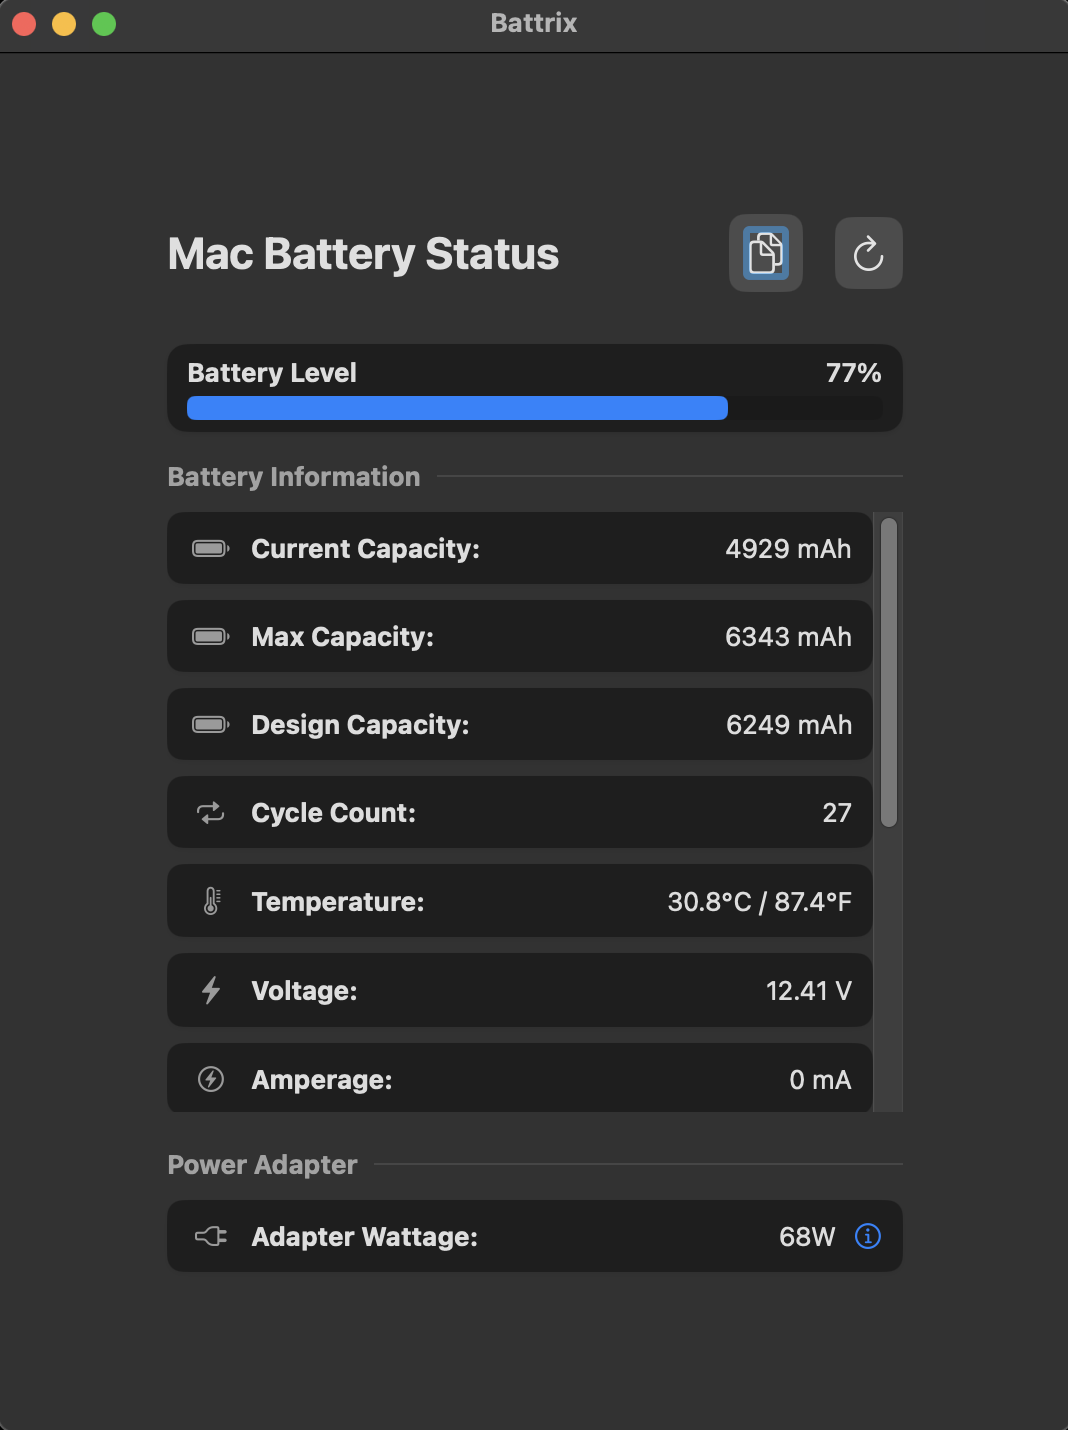 Battrix
Mac Battery Status
Battery Level 77%
Battery Information
Current Capacity: 4929 mAh
Max Capacity: 6343 mAh
Design Capacity: 6249 mAh
Cycle Count: 27
Temperature: 30.8°C / 87.4°F
Voltage: 12.41 V
Amperage: 0 mA
Power Adapter
Adapter Wattage: 68W